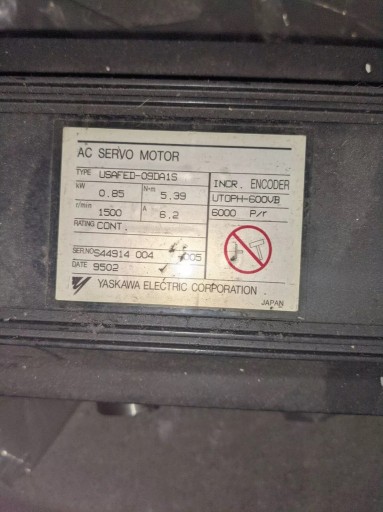 AC SERVO MOTOR
TYPE USAFED-09DA1S
kW 0.85 N·m 5.39
r/min 1500 A 6.2
RATING CONT.
SER.NO S44914 004 005
DATE 9502
INCR. ENCODER
UTOPH-600VB
6000 P/r
YASKAWA ELECTRIC CORPORATION
JAPAN